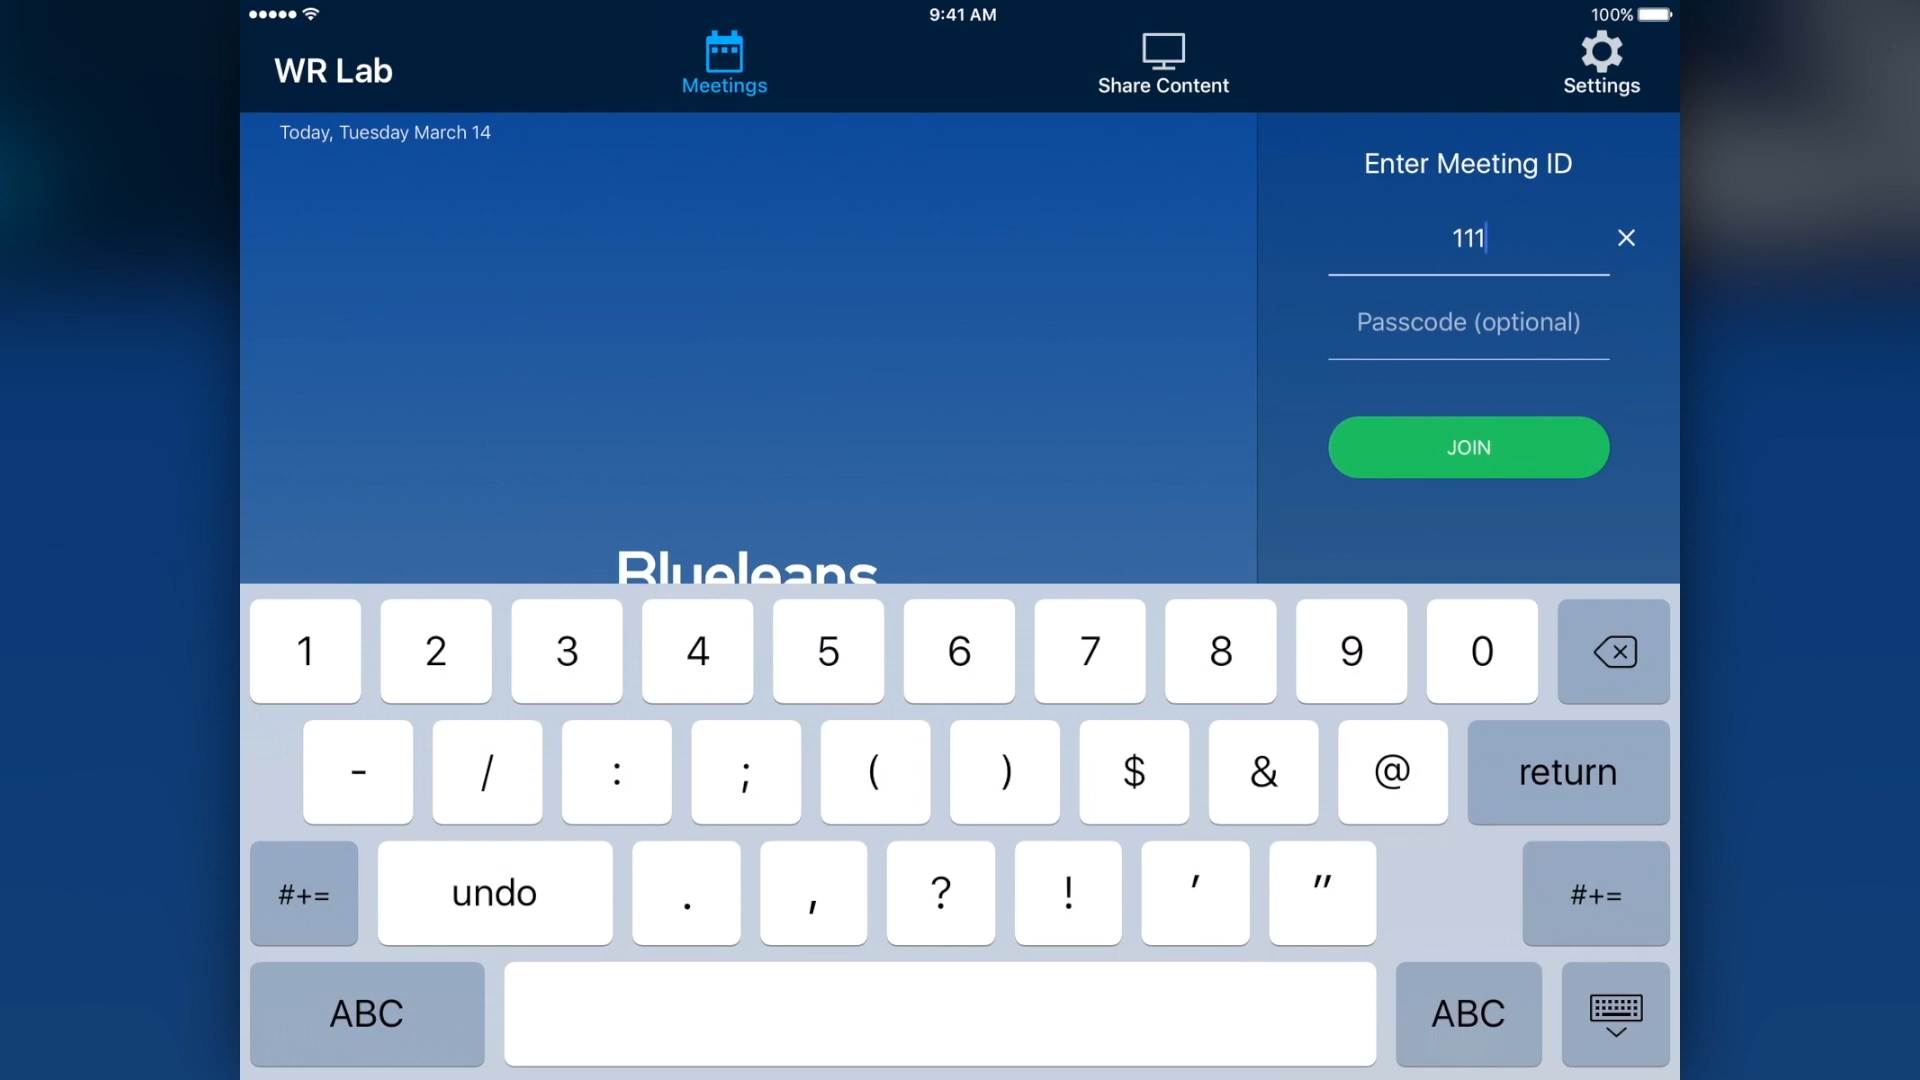 9:41 AM
100%
WR Lab
Meetings
Share Content
Settings
Today, Tuesday March 14
Enter Meeting ID
111
Passcode (optional)
JOIN
BlueJeans
1 2 3 4 5 6 7 8 9 0
- / : ; ( ) $ & @ return
#+= undo . , ? ! ' " #+=
ABC ABC